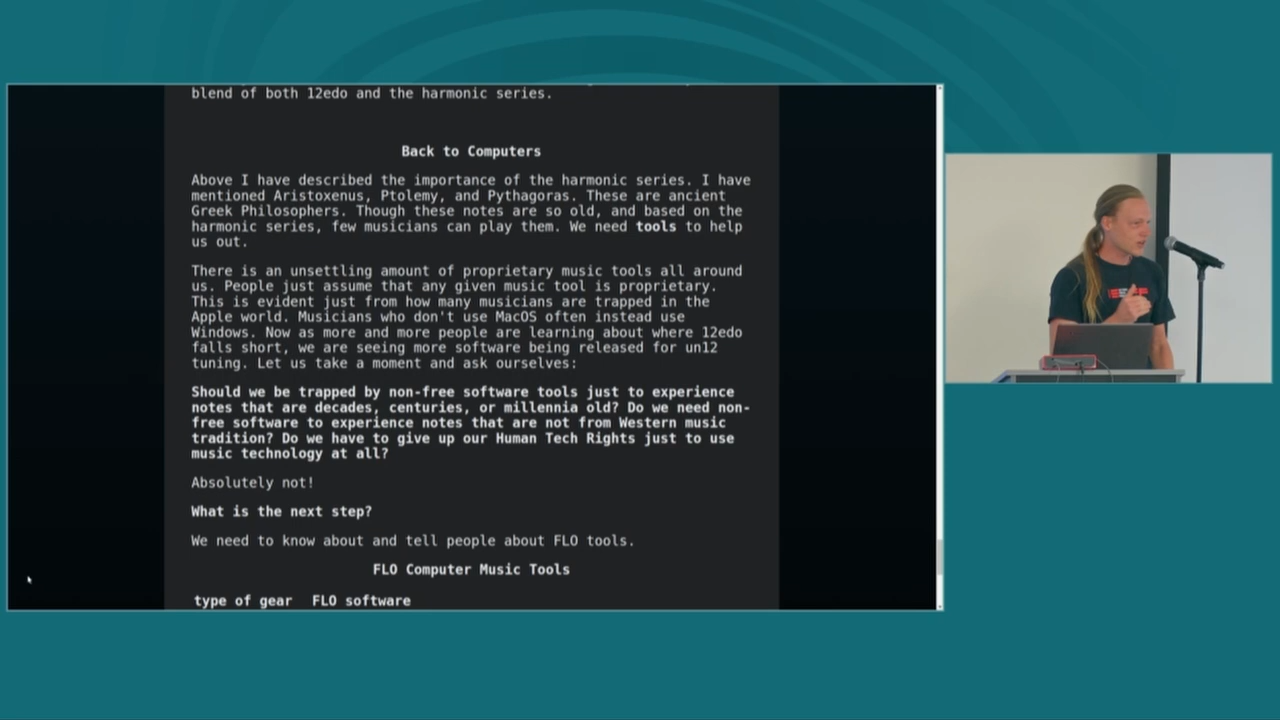 blend of both 12edo and the harmonic series.
Back to Computers
Above I have described the importance of the harmonic series. I have
mentioned Aristoxenus, Ptolemy, and Pythagoras. These are ancient
Greek Philosophers. Though these notes are so old, and based on the
harmonic series, few musicians can play them. We need tools to help
us out.
There is an unsettling amount of proprietary music tools all around
us. People just assume that any given music tool is proprietary.
This is evident just from how many musicians are trapped in the
Apple world. Musicians who don't use MacOS often instead use
Windows. Now as more and more people are learning about where 12edo
falls short, we are seeing more software being released for un12
tuning. Let us take a moment and ask ourselves:
Should we be trapped by non-free software tools just to experience
notes that are decades, centuries, or millennia old? Do we need non-
free software to experience notes that are not from Western music
tradition? Do we have to give up our Human Tech Rights just to use
music technology at all?
Absolutely not!
What is the next step?
We need to know about and tell people about FLO tools.
FLO Computer Music Tools
type of gear FLO software